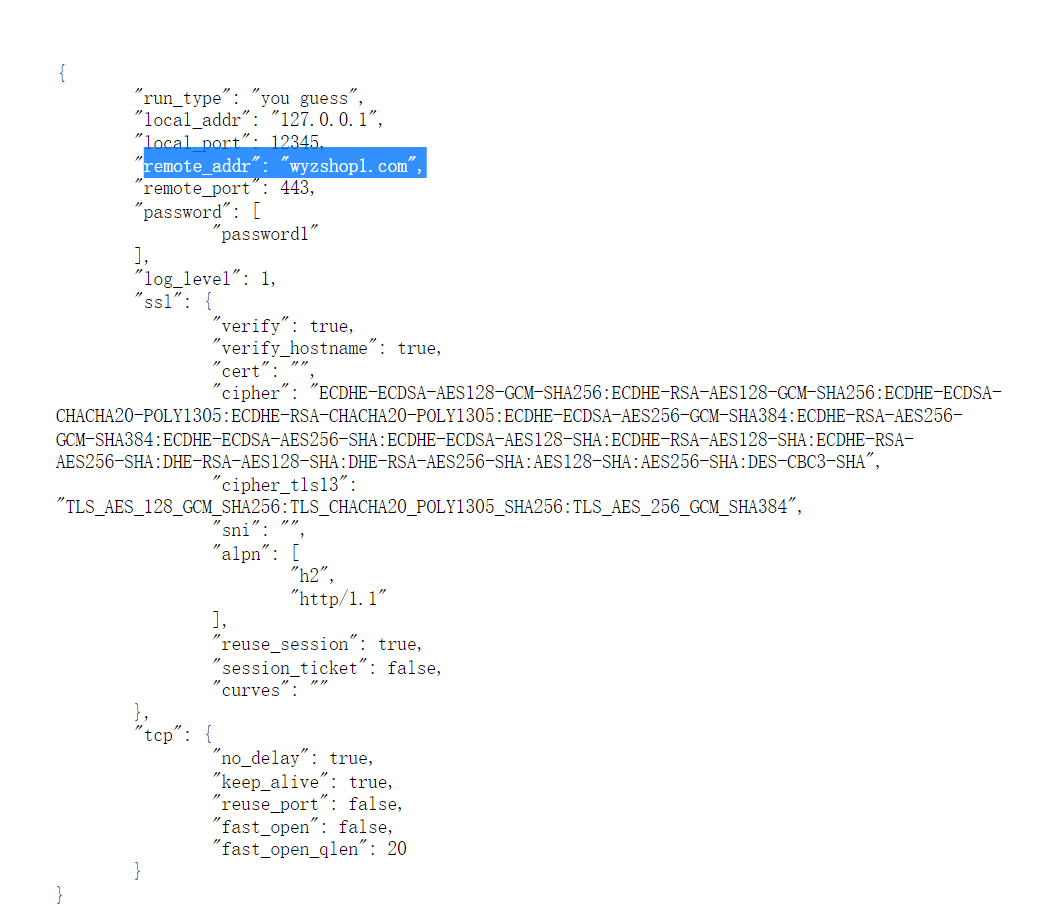 {
"run_type": "you guess",
"local_addr": "127.0.0.1",
"local_port": 12345,
"remote_addr": "wyzshop1.com",
"remote_port": 443,
"password": [
"password1"
],
"log_level": 1,
"ssl": {
"verify": true,
"verify_hostname": true,
"cert": "",
"cipher": "ECDHE-ECDSA-AES128-GCM-SHA256:ECDHE-RSA-AES128-GCM-SHA256:ECDHE-ECDSA-
CHACHA20-POLY1305:ECDHE-RSA-CHACHA20-POLY1305:ECDHE-ECDSA-AES256-GCM-SHA384:ECDHE-RSA-AES256-
GCM-SHA384:ECDHE-ECDSA-AES256-SHA:ECDHE-ECDSA-AES128-SHA:ECDHE-RSA-AES128-SHA:ECDHE-RSA-
AES256-SHA:DHE-RSA-AES128-SHA:DHE-RSA-AES256-SHA:AES128-SHA:AES256-SHA:DES-CBC3-SHA",
"cipher_tls13":
"TLS_AES_128_GCM_SHA256:TLS_CHACHA20_POLY1305_SHA256:TLS_AES_256_GCM_SHA384",
"sni": "",
"alpn": [
"h2",
"http/1.1"
],
"reuse_session": true,
"session_ticket": false,
"curves": ""
},
"tcp": {
"no_delay": true,
"keep_alive": true,
"reuse_port": false,
"fast_open": false,
"fast_open_qlen": 20
}
}